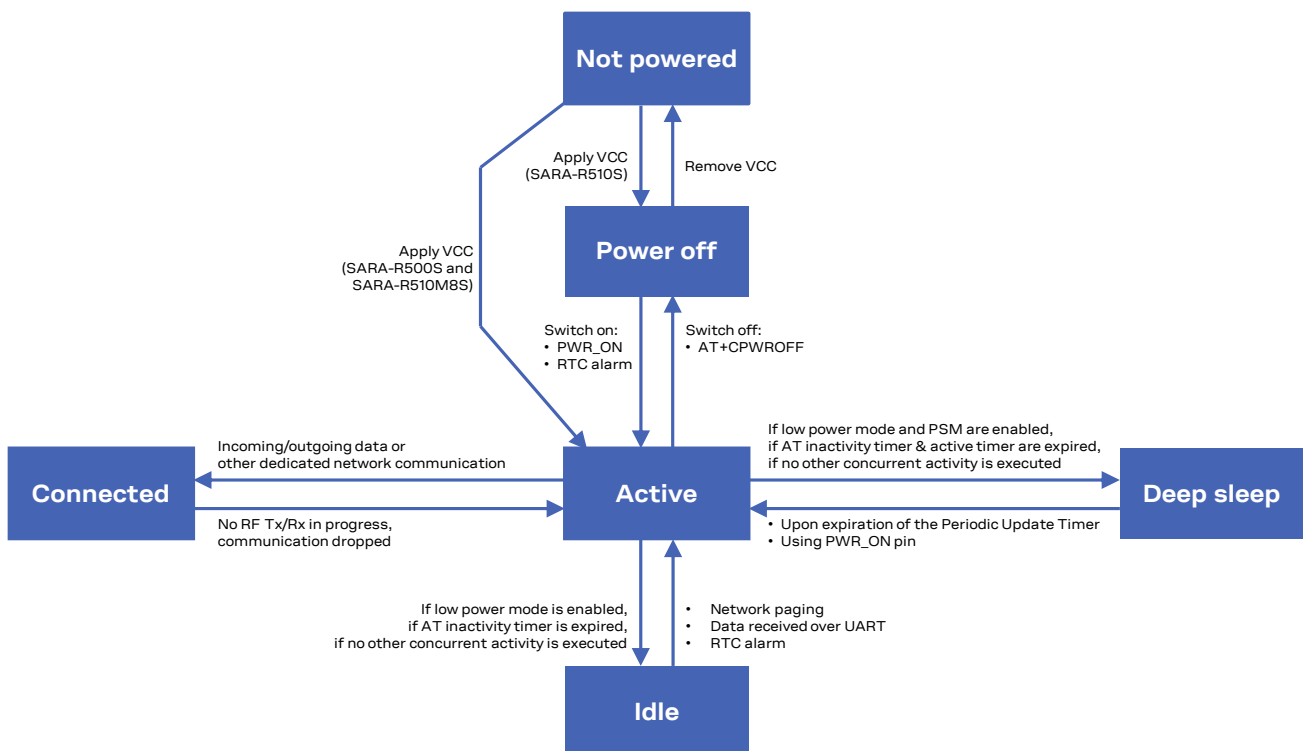 Not powered
Apply VCC
(SARA-R510S)
Remove VCC
Power off
Apply VCC
(SARA-R500S and
SARA-R510M8S)
Switch on:
• PWR_ON
• RTC alarm
Switch off:
• AT+CPWROFF
Incoming/outgoing data or
other dedicated network communication
If low power mode and PSM are enabled,
if AT inactivity timer & active timer are expired,
if no other concurrent activity is executed
Connected
Active
Deep sleep
No RF Tx/Rx in progress,
communication dropped
• Upon expiration of the Periodic Update Timer
• Using PWR_ON pin
If low power mode is enabled,
if AT inactivity timer is expired,
if no other concurrent activity is executed
• Network paging
• Data received over UART
• RTC alarm
Idle